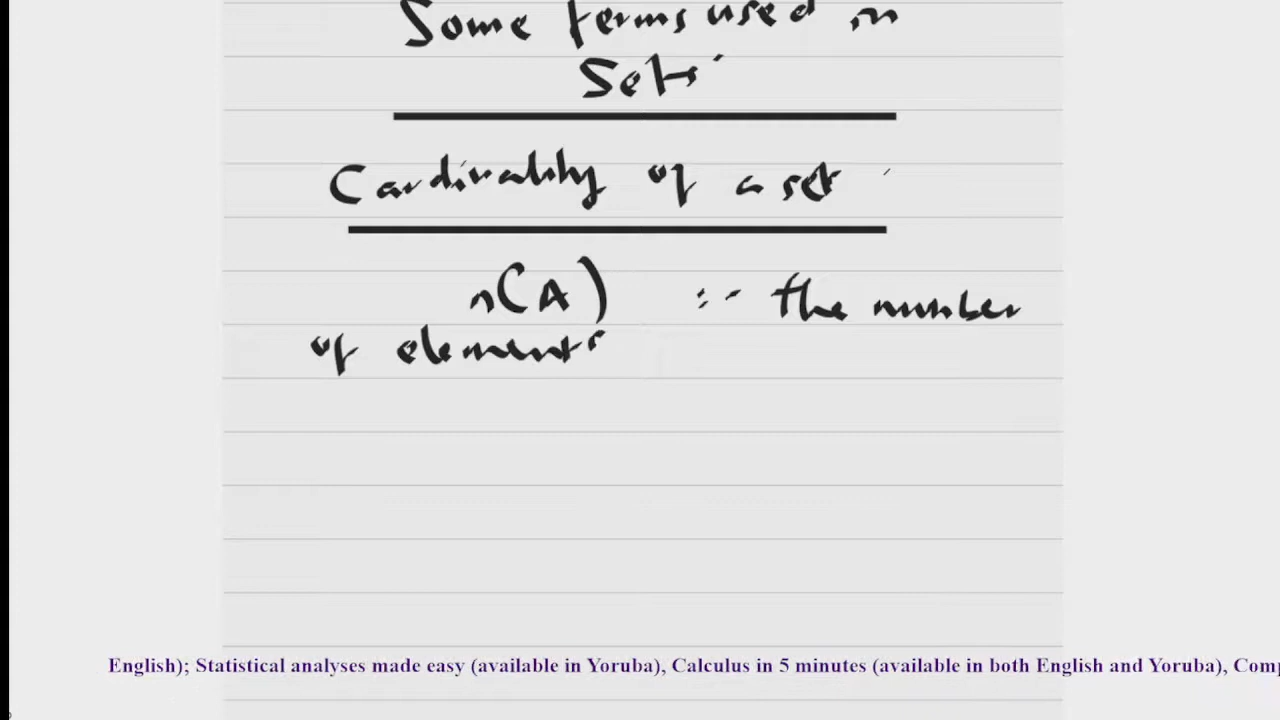 Some terms used in
Sets
Cardinality of a set
n(A) :- the number
of elements
English); Statistical analyses made easy (available in Yoruba), Calculus in 5 minutes (available in both English and Yoruba), Comp